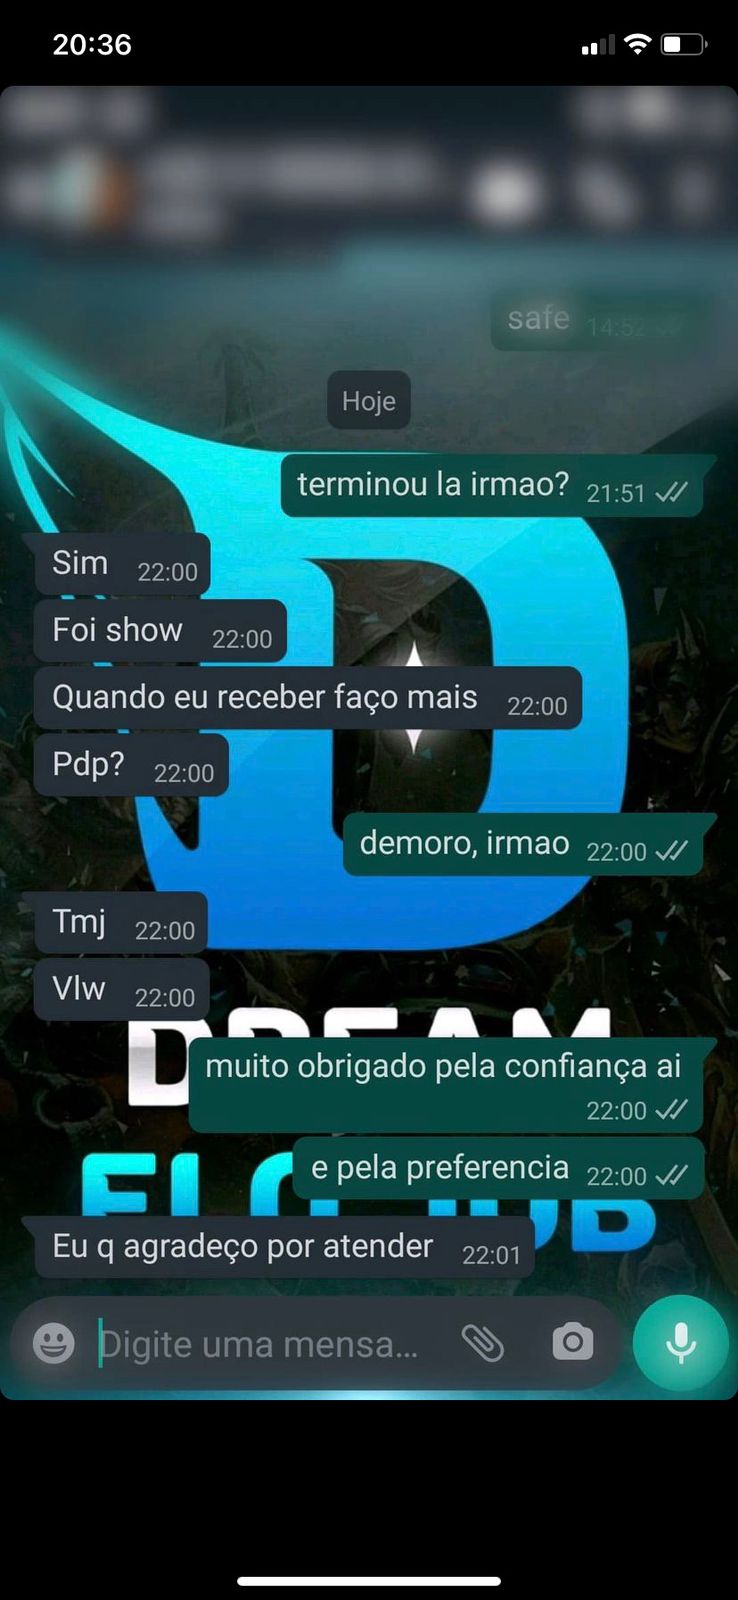 20:36
safe 14:52
Hoje
terminou la irmao? 21:51
Sim 22:00
Foi show 22:00
Quando eu receber faço mais 22:00
Pdp? 22:00
demoro, irmao 22:00
Tmj 22:00
Vlw 22:00
DREAM
muito obrigado pela confiança ai
22:00
e pela preferencia 22:00
ELO JOB
Eu q agradeço por atender 22:01
Digite uma mensa...